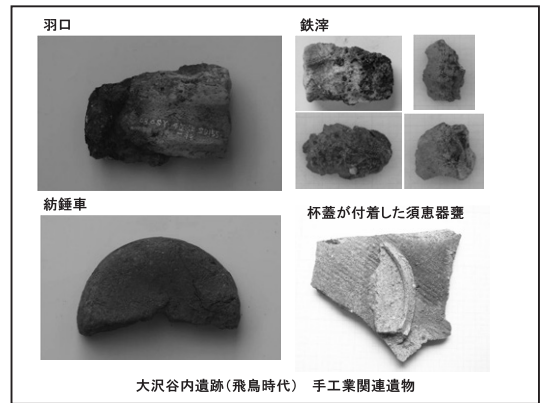 羽口
鉄滓
紡錘車
杯蓋が付着した須恵器甕
大沢谷内遺跡(飛鳥時代) 手工業関連遺物